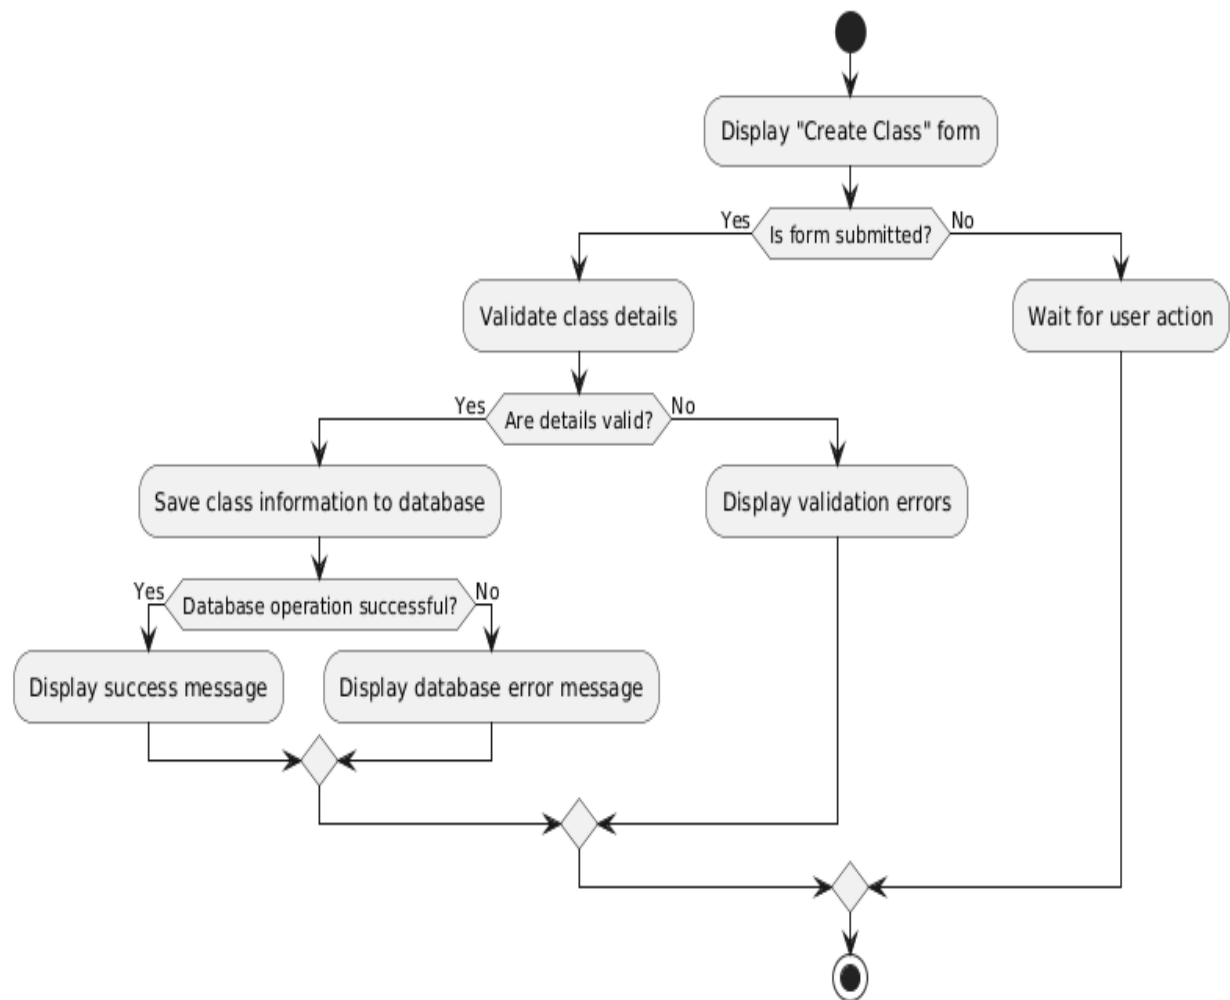 Display "Create Class" form
Yes
Is form submitted?
No
Validate class details
Wait for user action
Yes
Are details valid?
No
Save class information to database
Display validation errors
Yes
Database operation successful?
No
Display success message
Display database error message